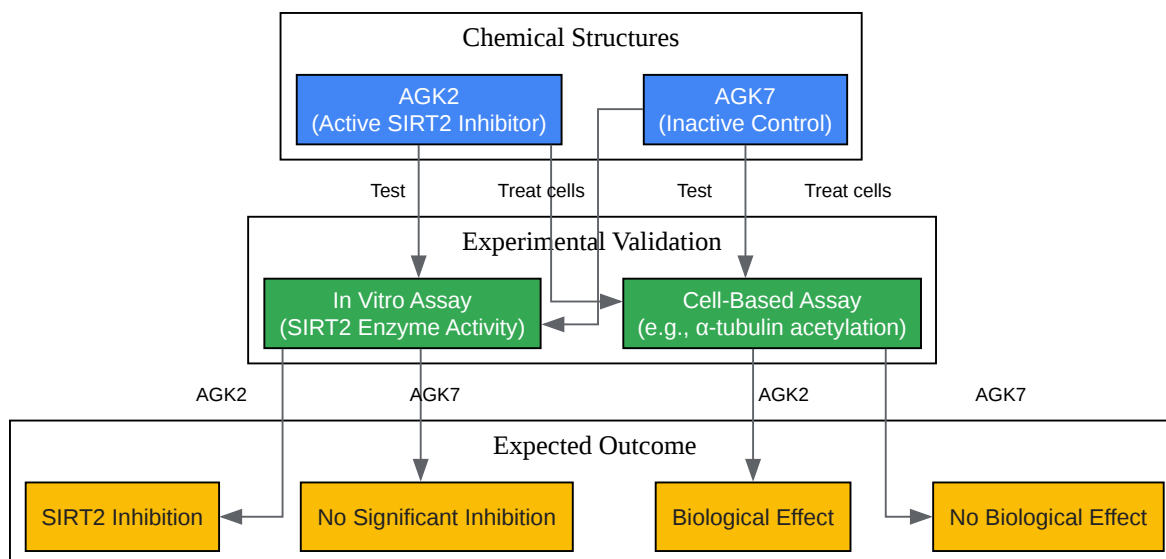 Chemical Structures
AGK2
(Active SIRT2 Inhibitor)
AGK7
(Inactive Control)
Test
Treat cells
Test
Treat cells
Experimental Validation
In Vitro Assay
(SIRT2 Enzyme Activity)
Cell-Based Assay
(e.g., α-tubulin acetylation)
AGK2
AGK7
AGK2
AGK7
Expected Outcome
SIRT2 Inhibition
No Significant Inhibition
Biological Effect
No Biological Effect